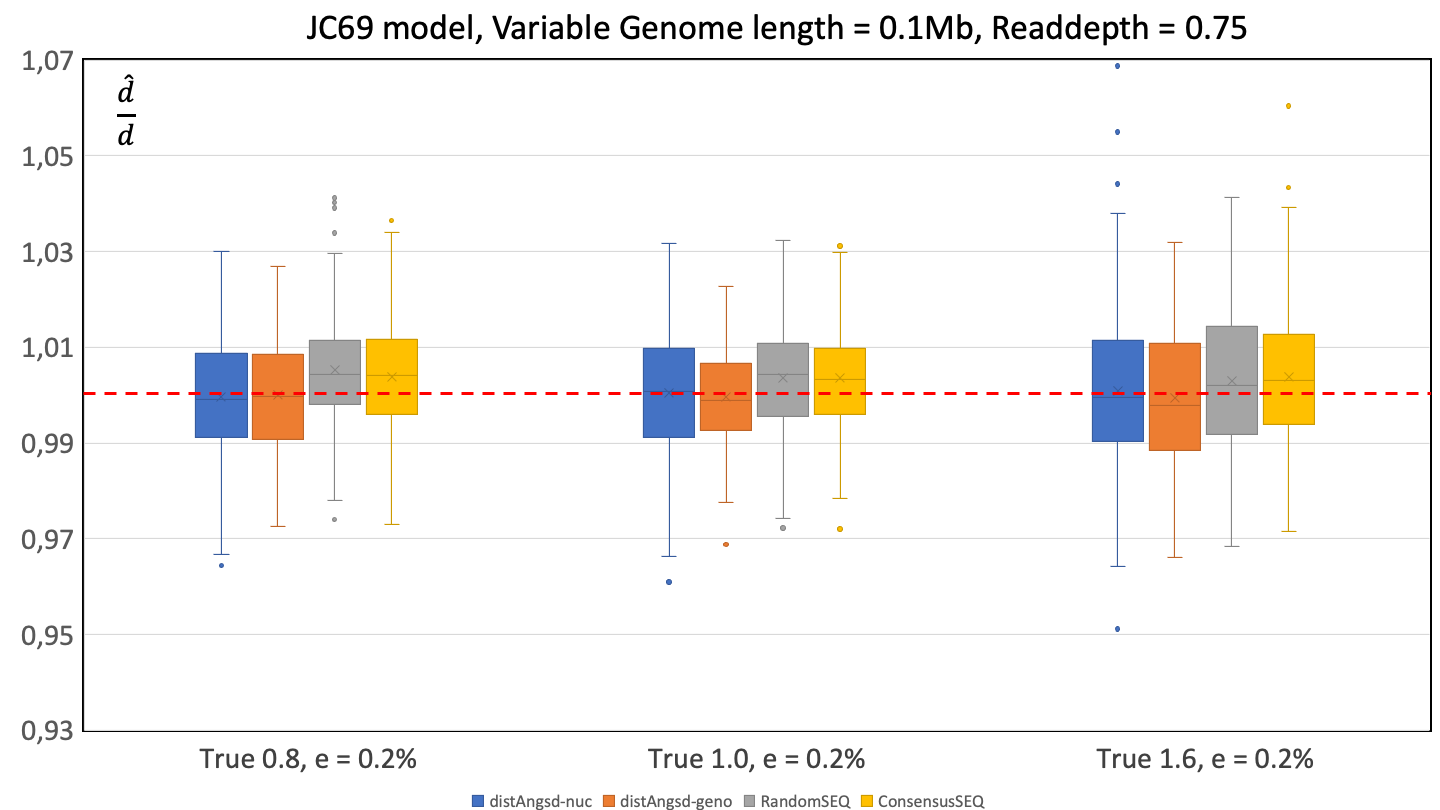 JC69 model, Variable Genome length = 0.1Mb, Readdepth = 0.75
1,07
d̂
d
1,05
1,03
1,01
0,99
0,97
0,95
0,93
True 0.8, e = 0.2% True 1.0, e = 0.2% True 1.6, e = 0.2%
distAngsd-nuc distAngsd-geno RandomSEQ ConsensusSEQ